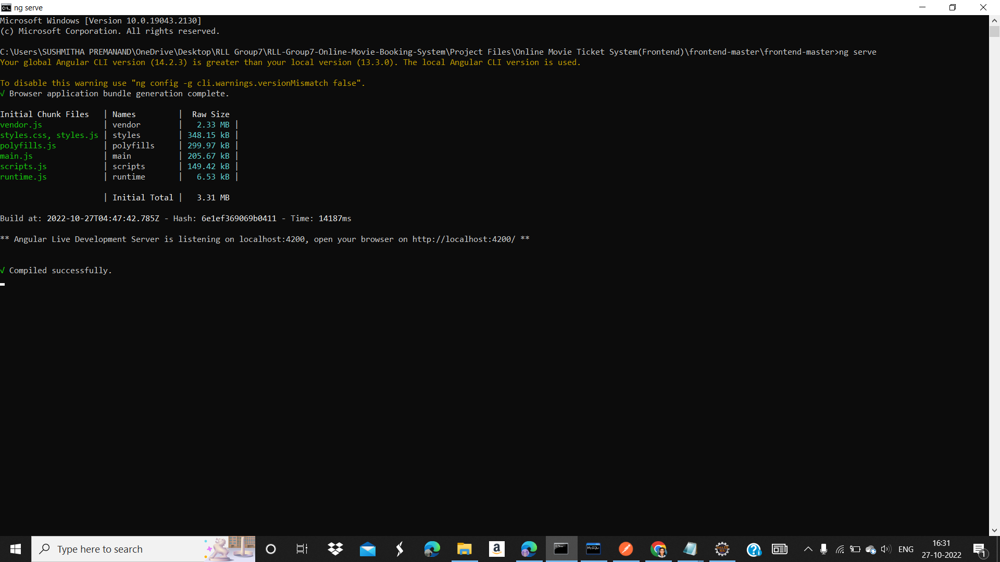 ng serve
Microsoft Windows [Version 10.0.19043.2130]
(c) Microsoft Corporation. All rights reserved.
C:\Users\SUSHMITHA PREMANAND\OneDrive\Desktop\RLL Group7\RLL-Group7-Online-Movie-Booking-System\Project Files\Online Movie Ticket System(Frontend)\frontend-master\frontend-master>ng serve
Your global Angular CLI version (14.2.3) is greater than your local version (13.3.0). The local Angular CLI version is used.
To disable this warning use "ng config -g cli.warnings.versionMismatch false".
√ Browser application bundle generation complete.
Initial Chunk Files | Names | Raw Size
vendor.js | vendor | 2.33 MB |
styles.css, styles.js | styles | 348.15 kB |
polyfills.js | polyfills | 299.97 kB |
main.js | main | 205.67 kB |
scripts.js | scripts | 149.42 kB |
runtime.js | runtime | 6.53 kB |
| Initial Total | 3.31 MB
Build at: 2022-10-27T04:47:42.785Z - Hash: 6e1ef369069b0411 - Time: 14187ms
** Angular Live Development Server is listening on localhost:4200, open your browser on http://localhost:4200/ **
√ Compiled successfully.
Type here to search
a
MySQL
ENG
16:31
27-10-2022
1